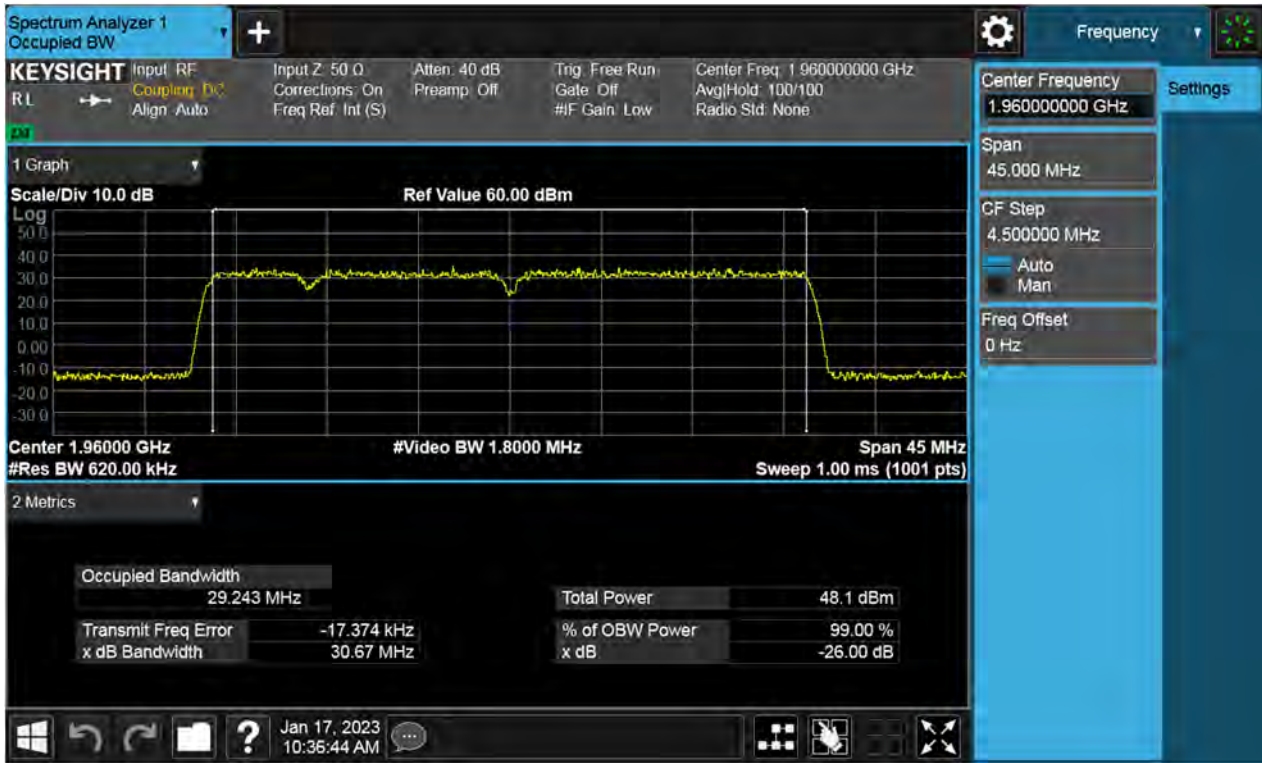 Spectrum Analyzer 1
Occupied BW
+
Frequency
KEYSIGHT
RL
Input: RF
Coupling: DC
Align: Auto
Input Z: 50 Ω
Corrections: On
Freq Ref: Int (S)
Atten: 40 dB
Preamp: Off
Trig: Free Run
Gate: Off
#IF Gain: Low
Center Freq: 1.960000000 GHz
Avg|Hold: 100/100
Radio Std: None
Center Frequency
1.960000000 GHz
Settings
Span
45.000 MHz
CF Step
4.500000 MHz
Auto
Man
Freq Offset
0 Hz
1 Graph
Scale/Div 10.0 dB
Ref Value 60.00 dBm
Log
50.0
40.0
30.0
20.0
10.0
0.00
-10.0
-20.0
-30.0
Center 1.96000 GHz
#Video BW 1.8000 MHz
Span 45 MHz
#Res BW 620.00 kHz
Sweep 1.00 ms (1001 pts)
2 Metrics
Occupied Bandwidth
29.243 MHz
Total Power 48.1 dBm
Transmit Freq Error -17.374 kHz
% of OBW Power 99.00 %
x dB Bandwidth 30.67 MHz
x dB -26.00 dB
?
Jan 17, 2023
10:36:44 AM